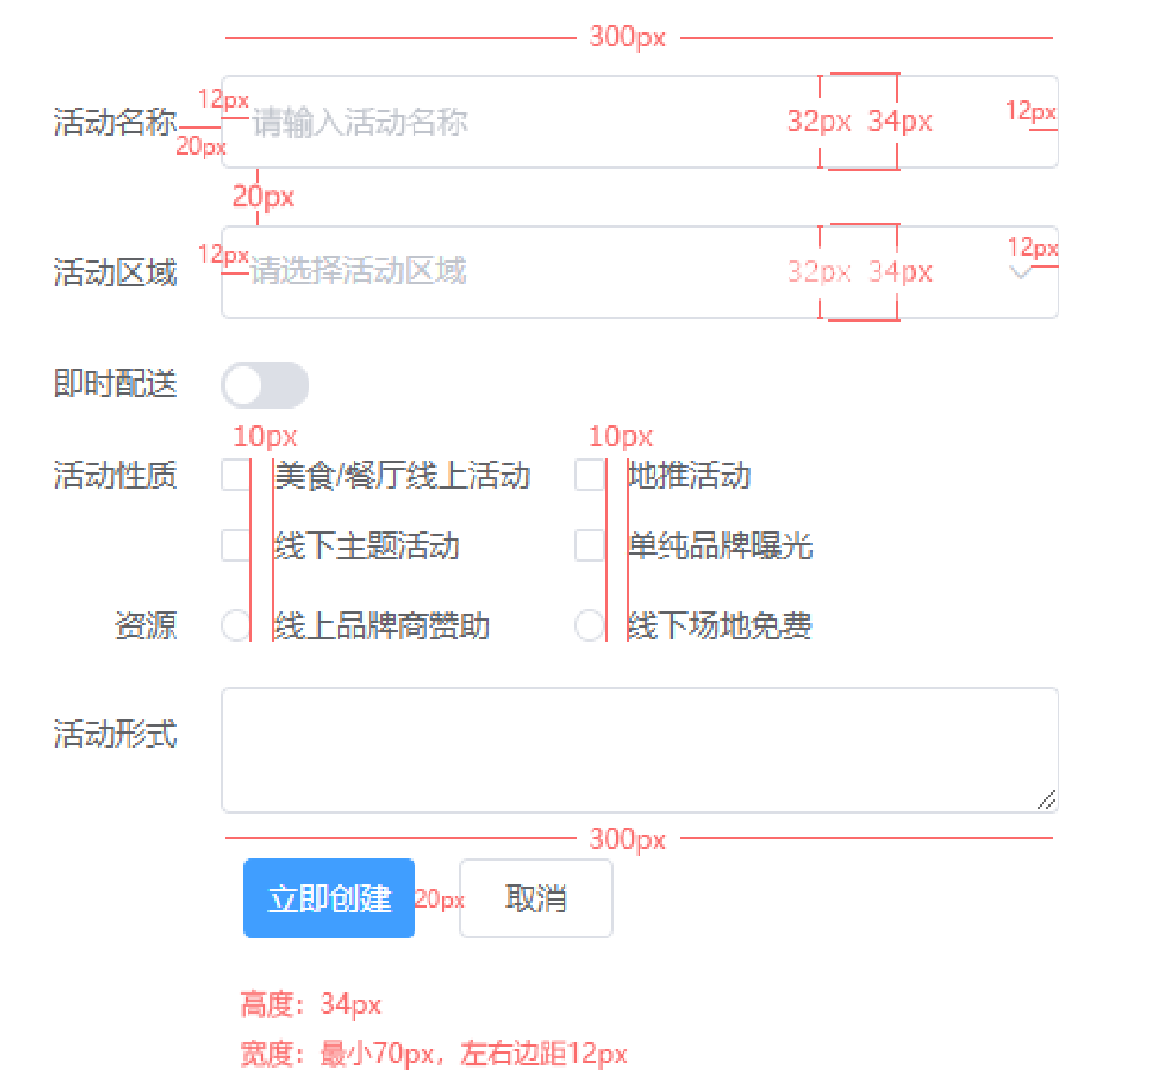 300px
活动名称
12px
20px
请输入活动名称
32px
34px
12px
20px
活动区域
12px
请选择活动区域
32px
34px
12px
即时配送
10px
10px
活动性质
美食/餐厅线上活动
地推活动
线下主题活动
单纯品牌曝光
资源
线上品牌商赞助
线下场地免费
活动形式
300px
立即创建
20px
取消
高度：34px
宽度：最小70px，左右边距12px